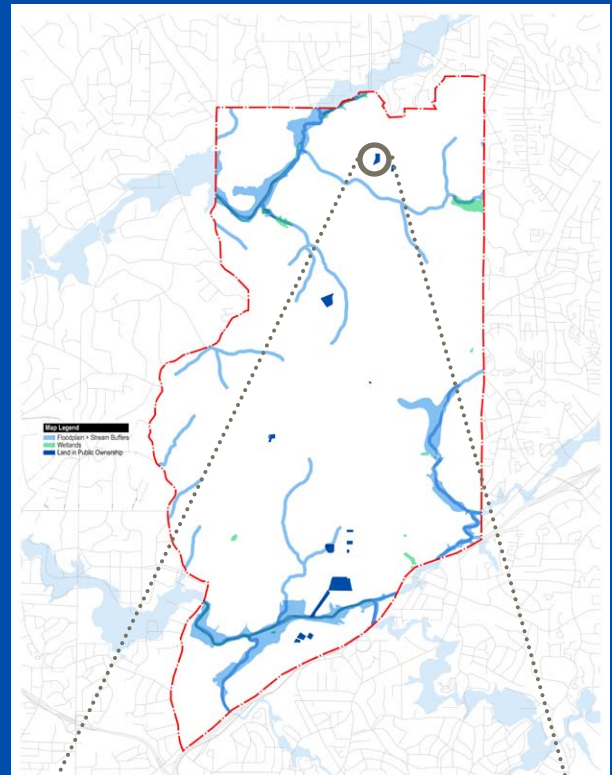 Map Legend
Floodplain + Stream Buffers
Wetlands
Land in Public Ownership